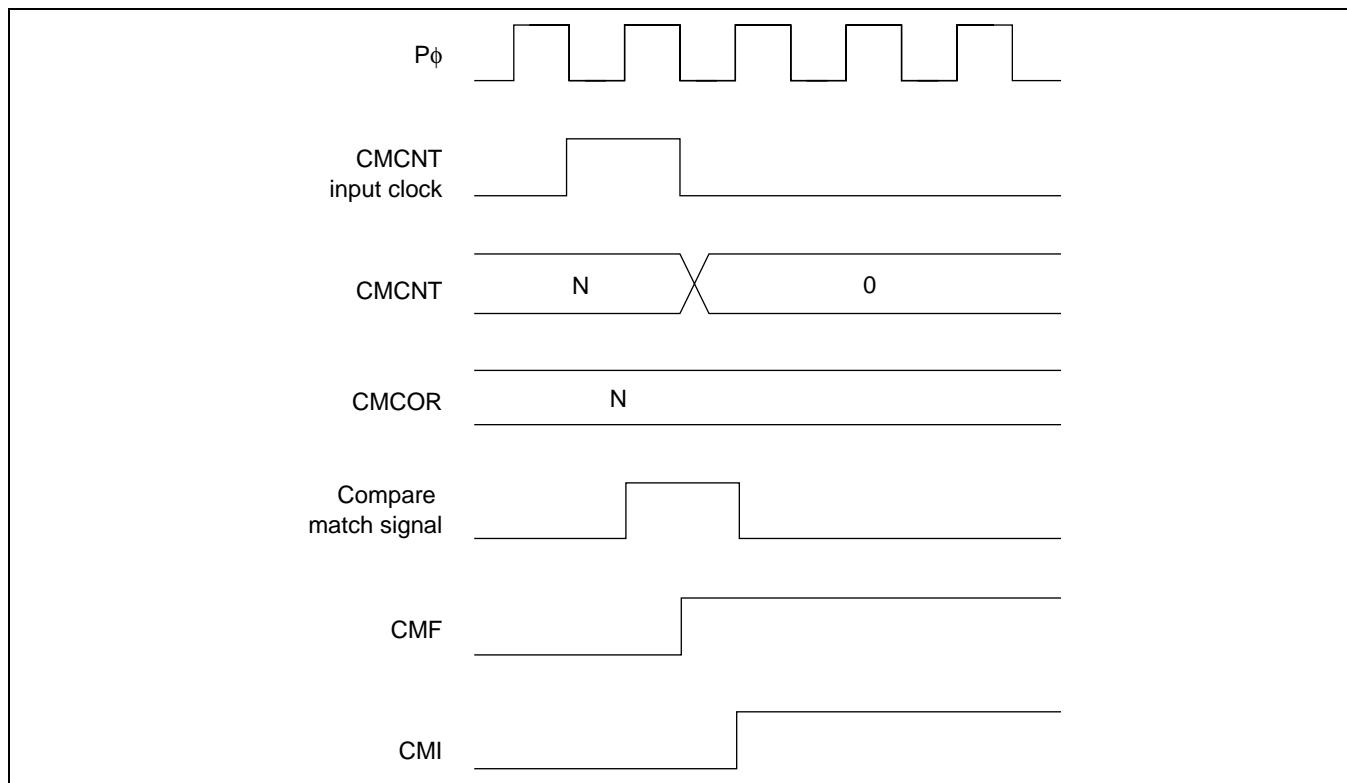 Pϕ
CMCNT
input clock
CMCNT
N
0
CMCOR
N
Compare
match signal
CMF
CMI